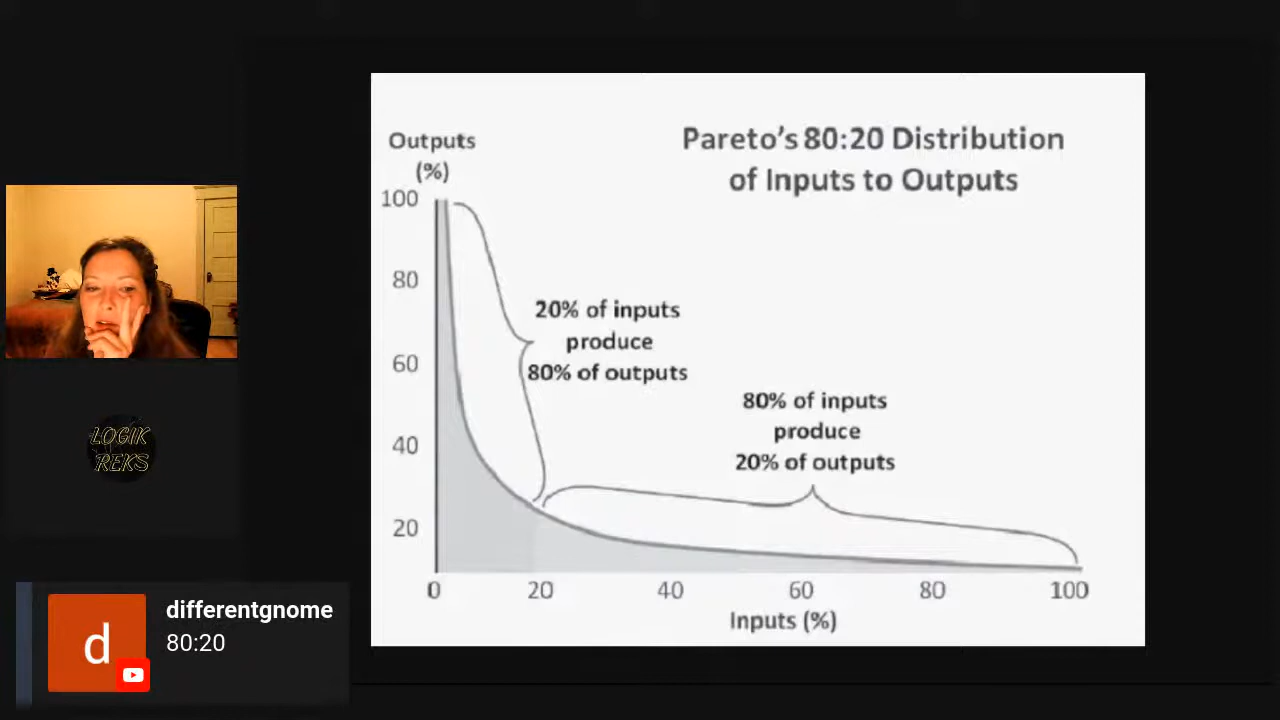 Pareto's 80:20 Distribution
of Inputs to Outputs
Outputs
(%)
100
80
60
40
20
20% of inputs
produce
80% of outputs
80% of inputs
produce
20% of outputs
0
20
40
60
80
100
Inputs (%)
LOGIK
REKS
d
differentgnome
80:20